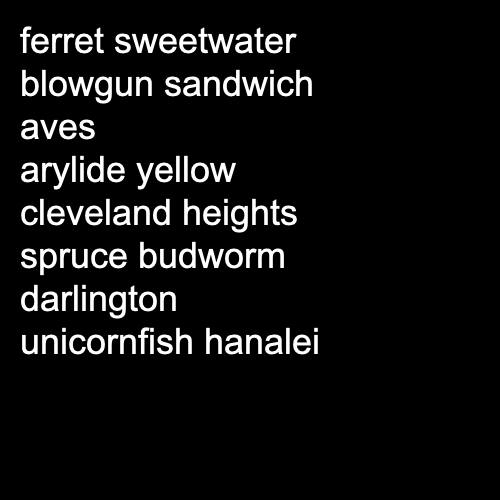 ferret sweetwater
blowgun sandwich
aves
arylide yellow
cleveland heights
spruce budworm
darlington
unicornfish hanalei